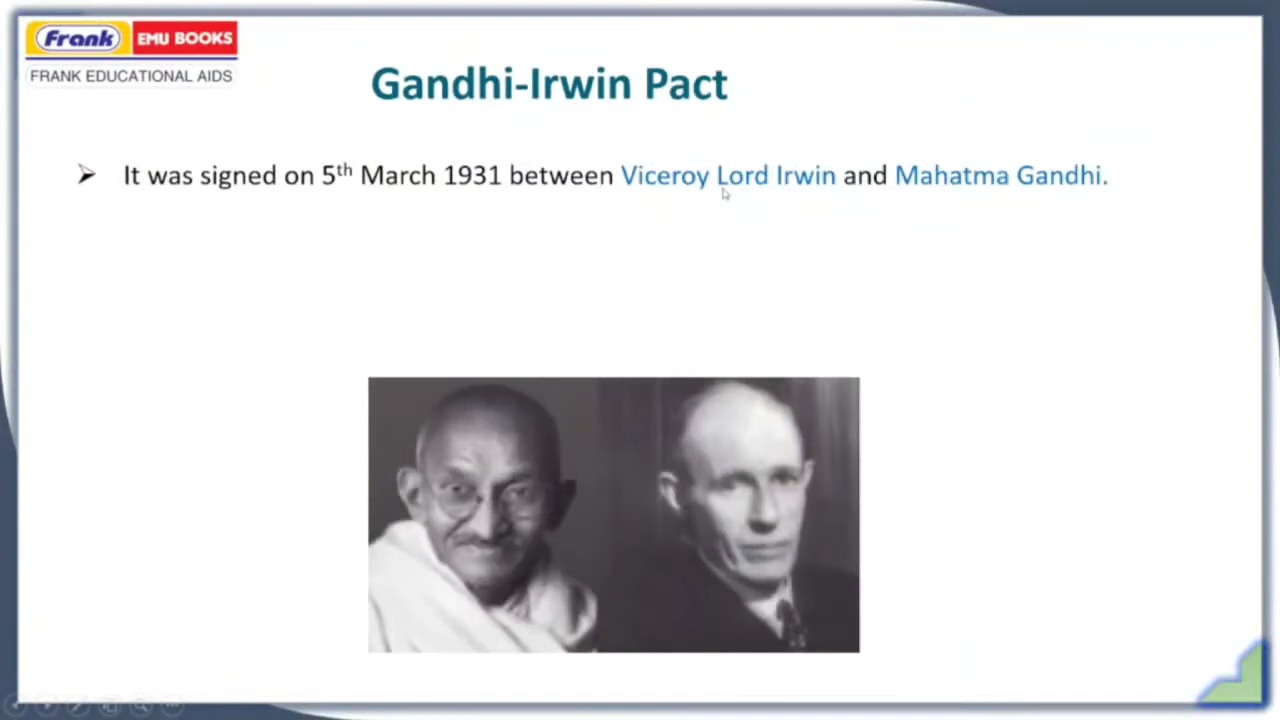 Frank EMU BOOKS
FRANK EDUCATIONAL AIDS
Gandhi-Irwin Pact
➢ It was signed on 5th March 1931 between Viceroy Lord Irwin and Mahatma Gandhi.